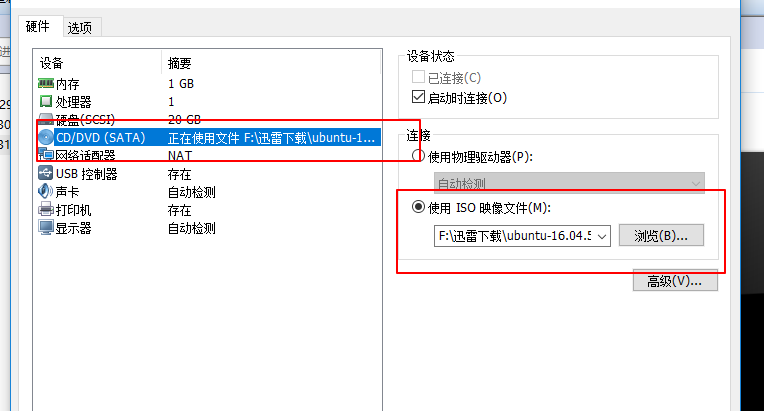 硬件 选项
设备 摘要
内存 1 GB
处理器 1
硬盘(SCSI) 20 GB
CD/DVD (SATA) 正在使用文件 F:\迅雷下载\ubuntu-1...
网络适配器 NAT
USB 控制器 存在
声卡 自动检测
打印机 存在
显示器 自动检测
设备状态
已连接(C)
启动时连接(O)
连接
使用物理驱动器(P):
自动检测
使用 ISO 映像文件(M):
F:\迅雷下载\ubuntu-16.04.5
浏览(B)...
高级(V)...